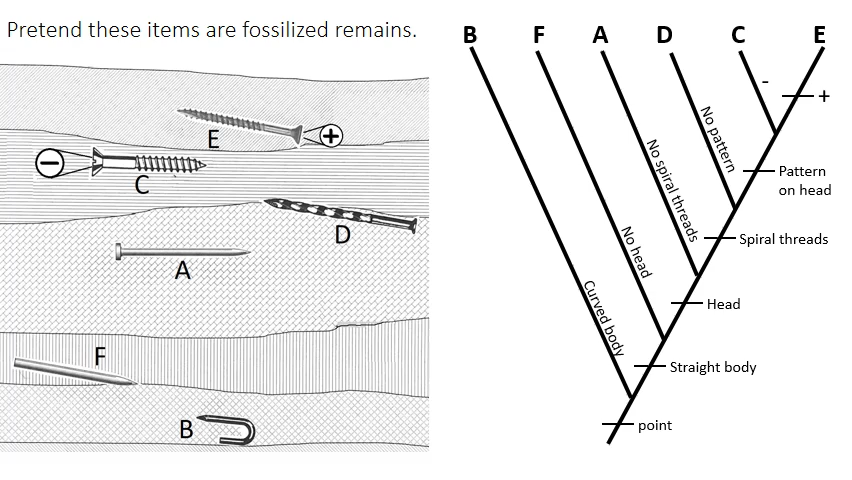 Pretend these items are fossilized remains.
E
+
−
C
D
A
F
B
B F A D C E
-
+
No pattern
Pattern
on head
No spiral threads
Spiral threads
No head
Head
Curved body
Straight body
point